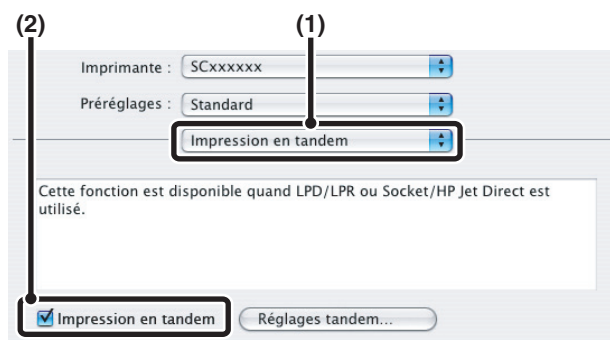 (2) (1)
Imprimante : SCxxxxxx
Préréglages : Standard
Impression en tandem
Cette fonction est disponible quand LPD/LPR ou Socket/HP Jet Direct est
utilisé.
Impression en tandem Réglages tandem...